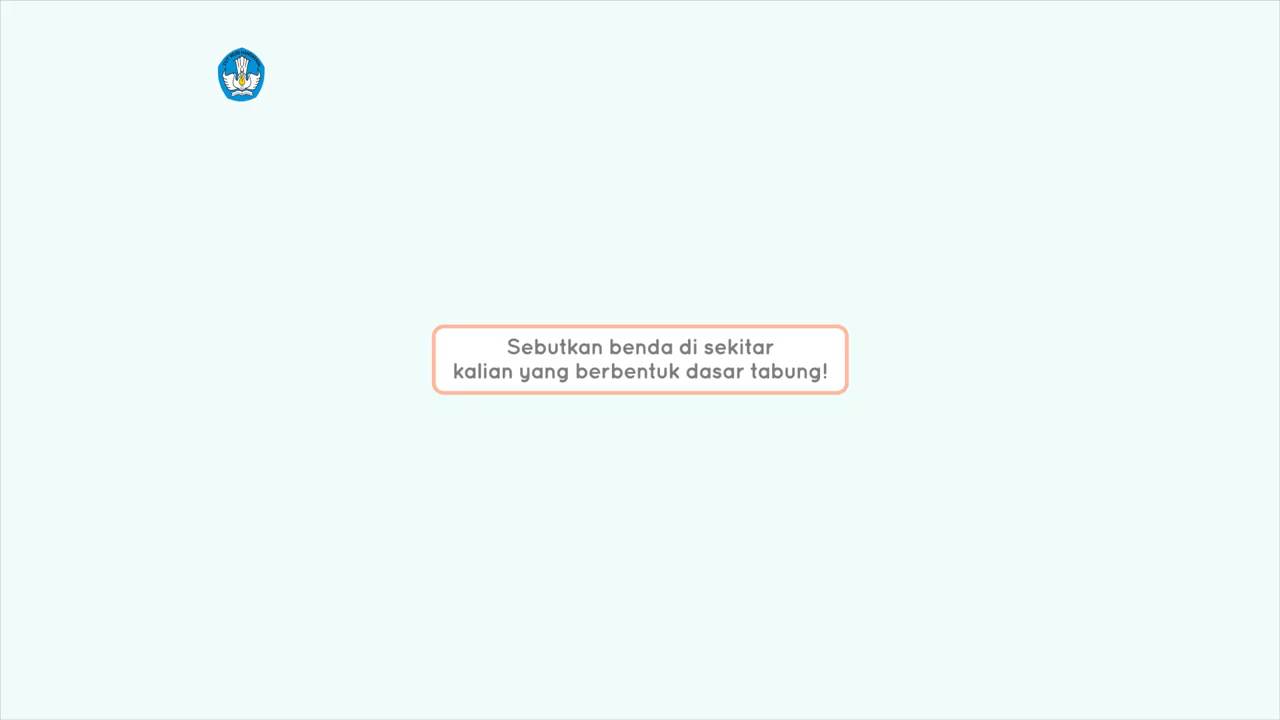 Sebutkan benda di sekitar
kalian yang berbentuk dasar tabung!